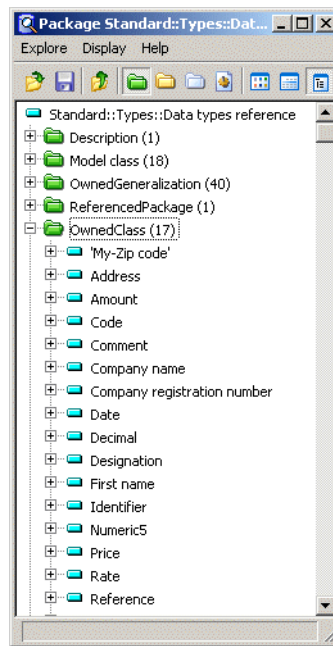 Package Standard::Types::Dat...
Explore Display Help
Standard::Types::Data types reference
Description (1)
Model class (18)
OwnedGeneralization (40)
ReferencedPackage (1)
OwnedClass (17)
'My-Zip code'
Address
Amount
Code
Comment
Company name
Company registration number
Date
Decimal
Designation
First name
Identifier
Numeric5
Price
Rate
Reference